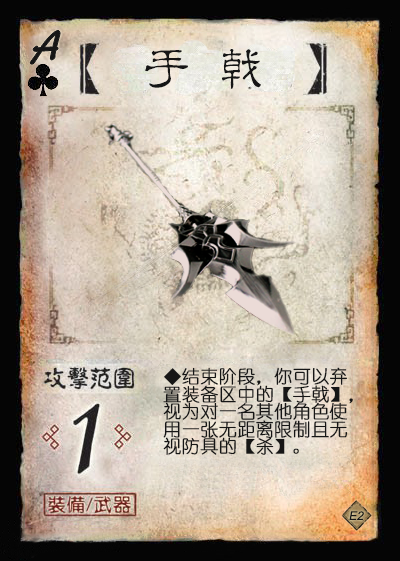 A
【手戟】
攻擊范圍
1
◆结束阶段，你可以弃
置装备区中的【手戟】，
视为对一名其他角色使
用一张无距离限制且无
视防具的【杀】。
裝備/武器
E2